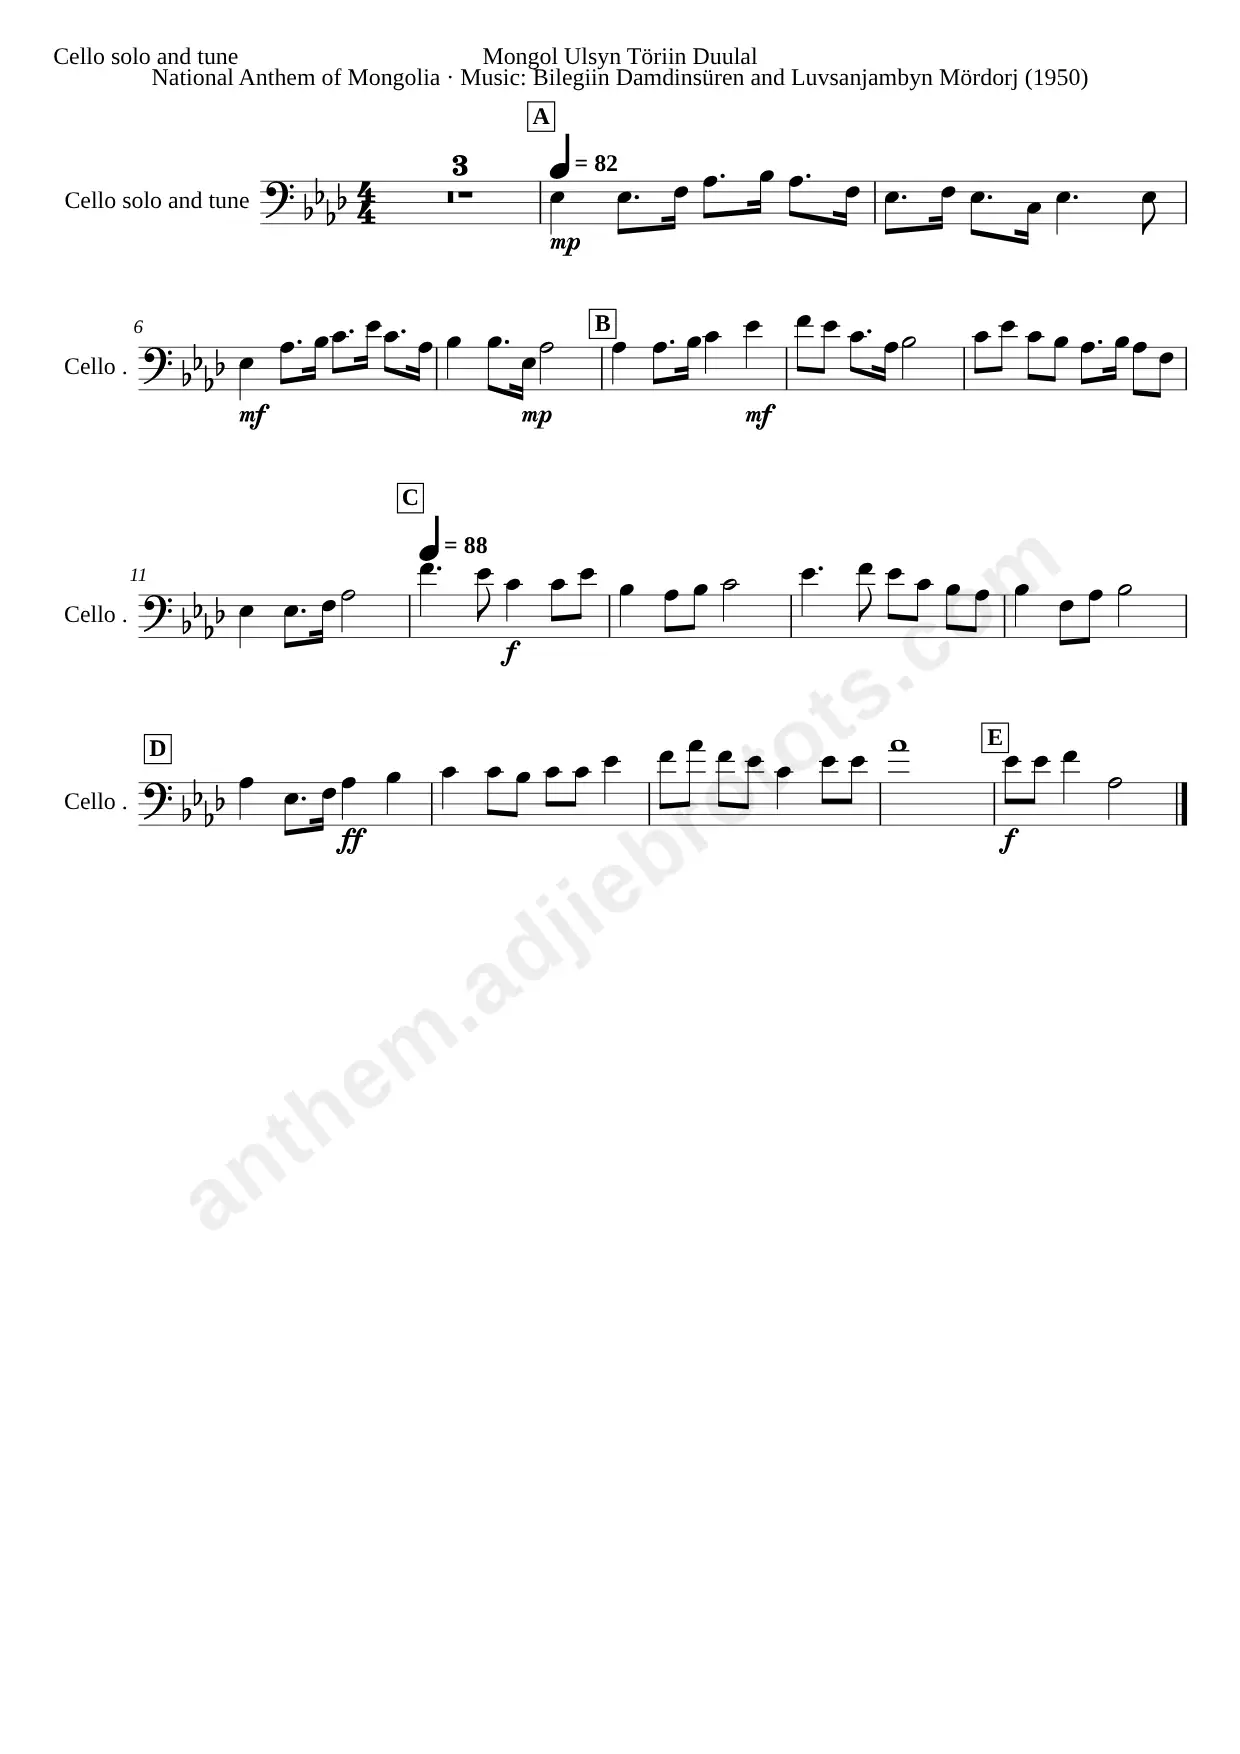 Cello solo and tune
Mongol Ulsyn Töriin Duulal
National Anthem of Mongolia · Music: Bilegiin Damdinsüren and Luvsanjambyn Mördorj (1950)
A
3
= 82
Cello solo and tune
4
4
mp
6
B
Cello .
mf
mp
mf
C
= 88
11
Cello .
f
D
E
Cello .
ff
f
anthem.adjiebrotots.com